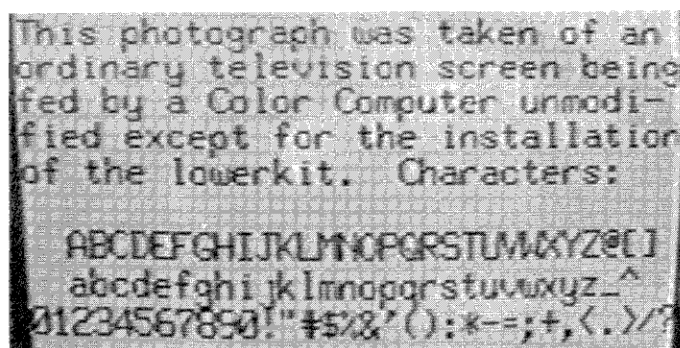 This photograph was taken of an
ordinary television screen being
fed by a Color Computer unmodi-
fied except for the installation
of the lowerkit. Characters:
ABCDEFGHIJKLMNOPQRSTUVWXYZ@[]
abcdefghijklmnopqrstuvwxyz_^
01234567890!"#$%&'():*-=;+,<.>/?